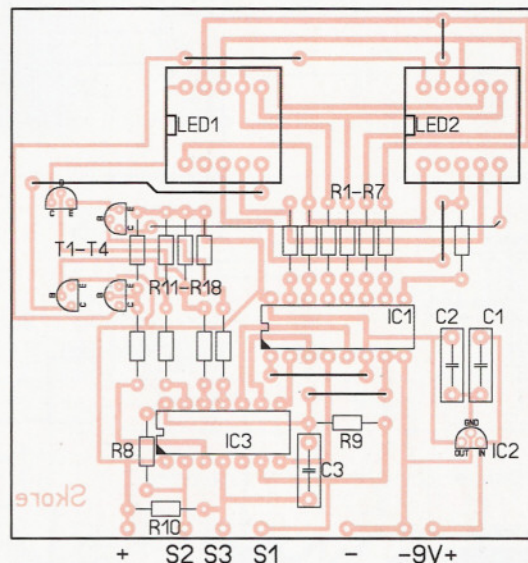 LED1 LED2
R1-R7
B
C E
E
B
C
T1-T4
R11-R18
E
B
C
E
B
C
IC1
C2 C1
R8
IC3
R9
C3
GND
OUT IN
IC2
Skore
R10
+ S2 S3 S1 - -9V+